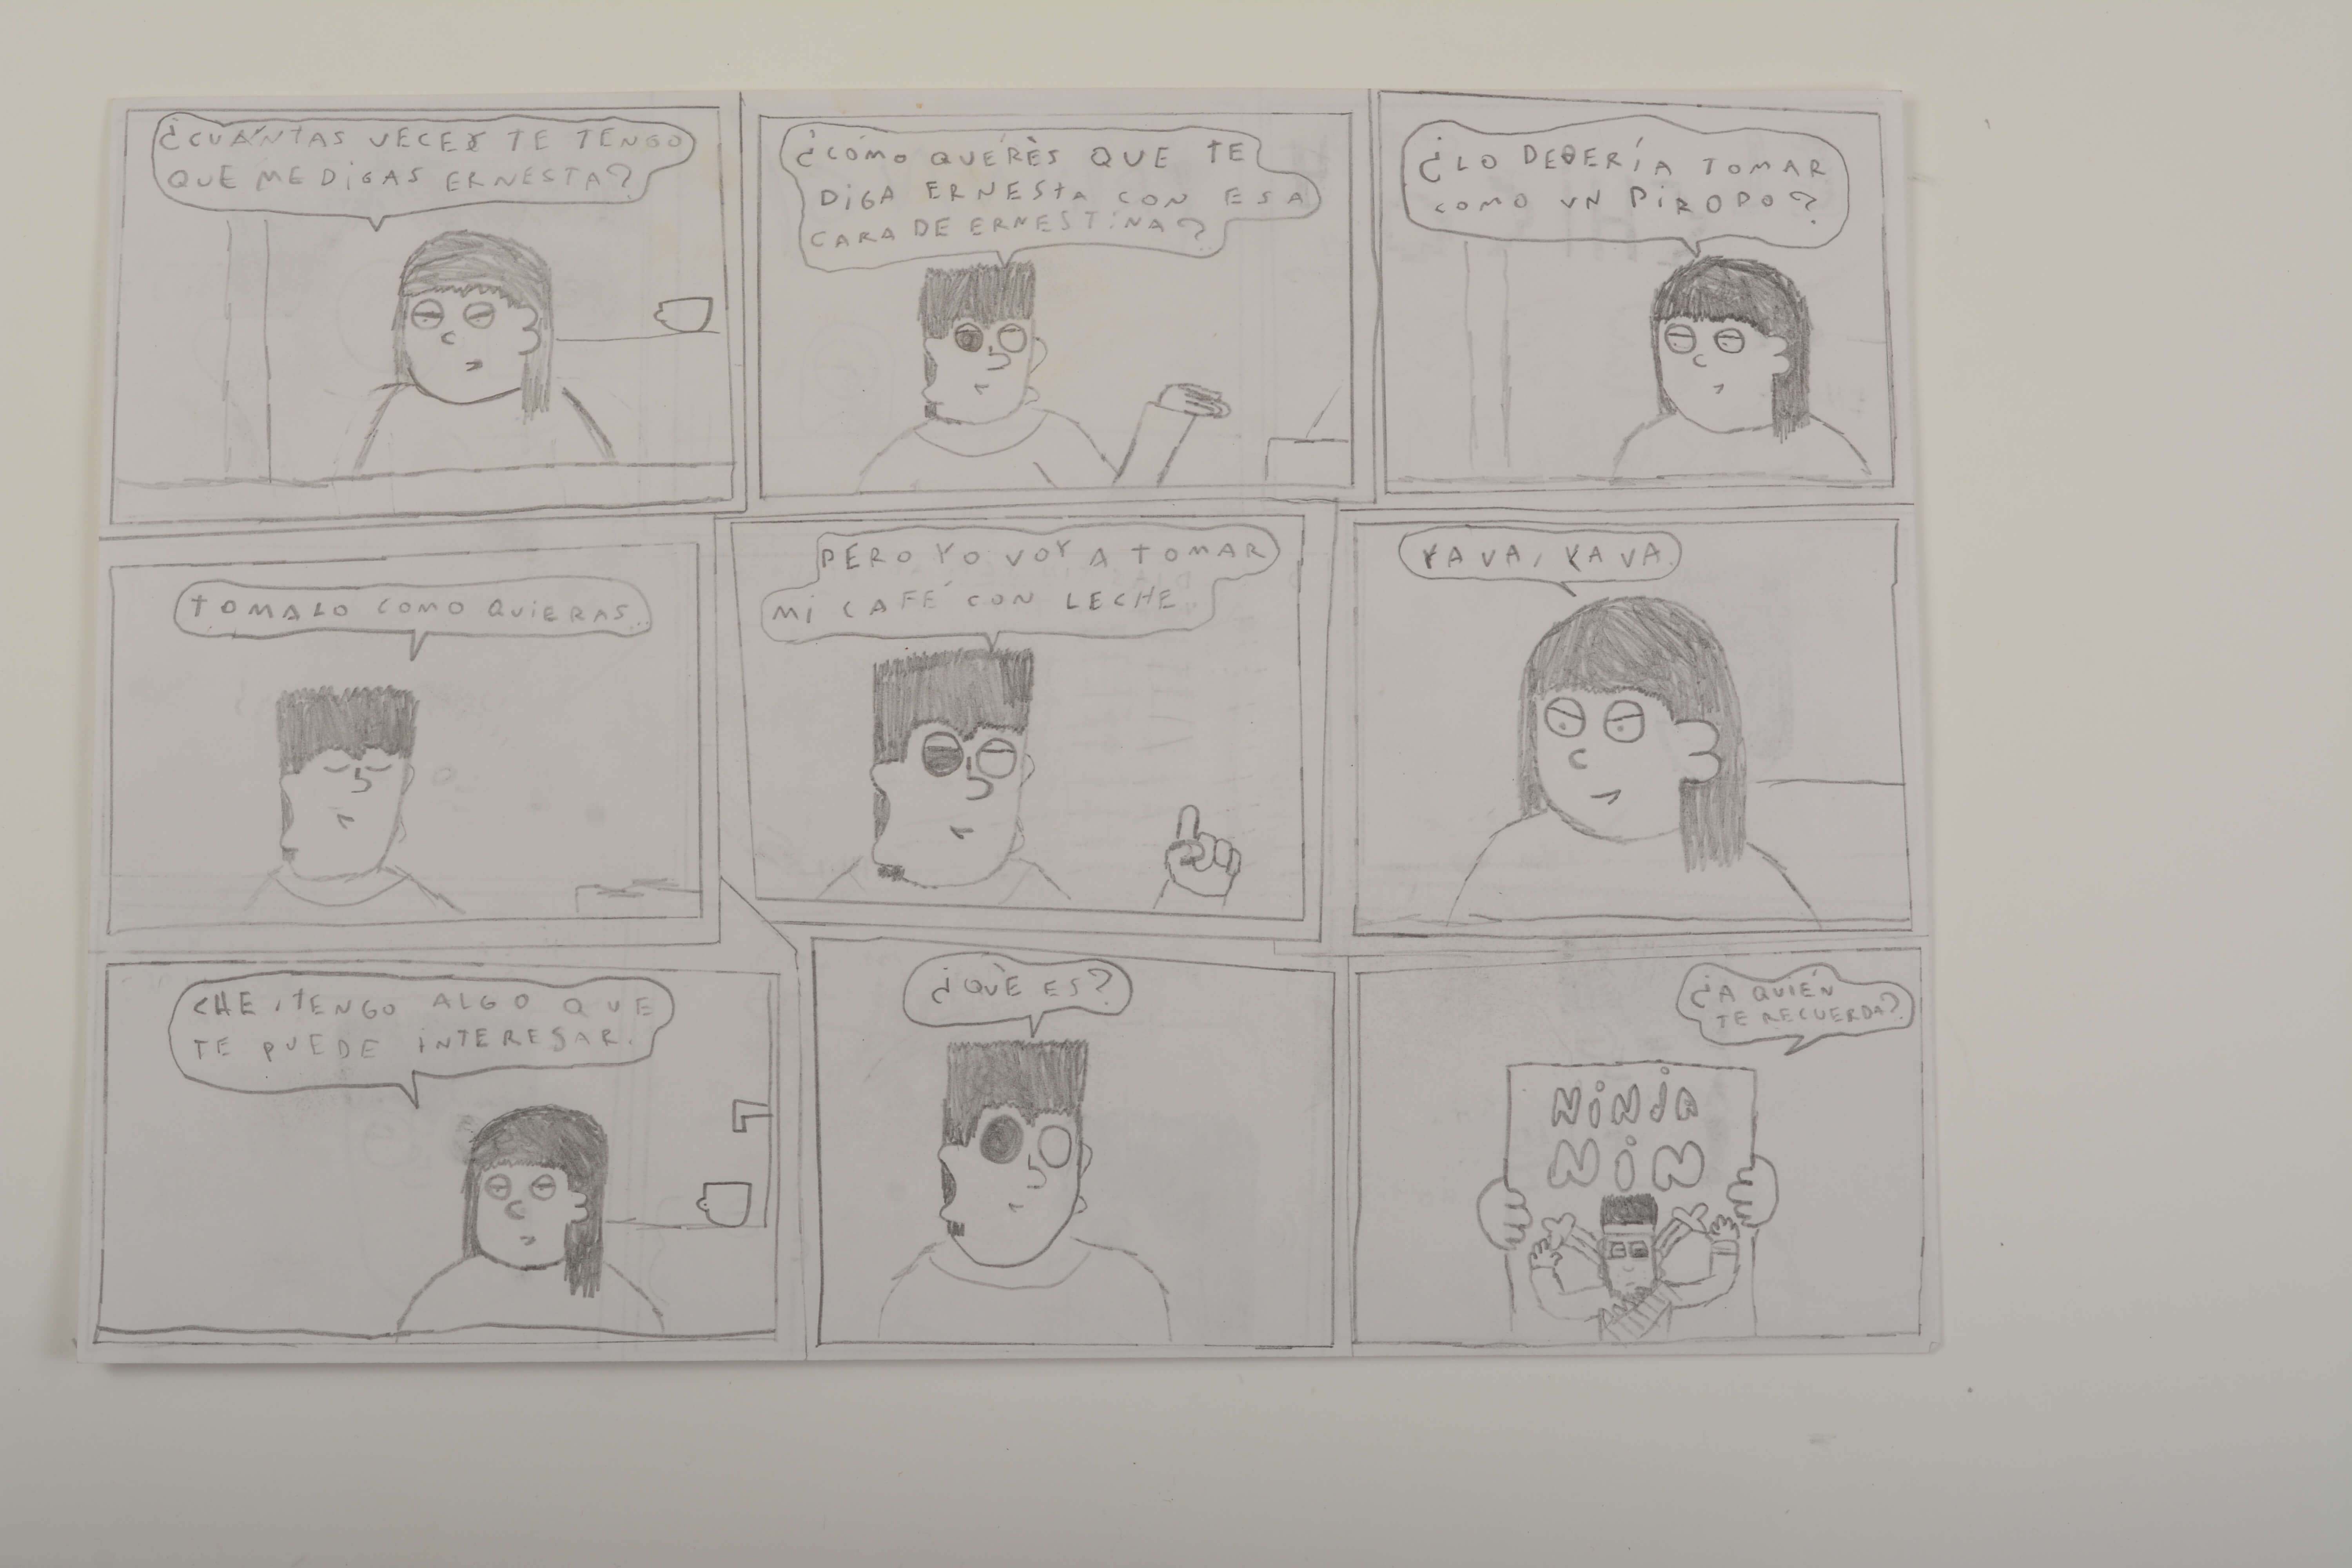 ¿CUÁNTAS VECES TE TENGO
QUE ME DIGAS ERNESTA?
¿CÓMO QUERÈS QUE TE
DIGA ERNESTA CON ESA
CARA DE ERNESTINA?
¿LO DEBERÍA TOMAR
COMO UN PIROPO?
TOMALO COMO QUIERAS...
PERO YO VOY A TOMAR
MI CAFÉ CON LECHE
YA VA, YA VA.
CHE, TENGO ALGO QUE
TE PUEDE INTERESAR.
¿QUÈ ES?
¿A QUIÉN
TE RECUERDA?
NiNJA
NiN